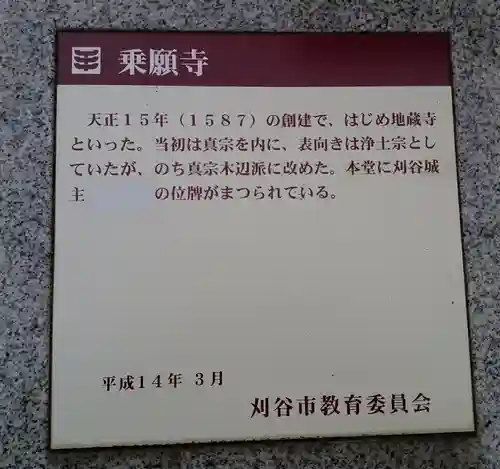 乗願寺
天正15年（1587）の創建で、はじめ地蔵寺
といった。当初は真宗を内に、表向きは浄土宗とし
ていたが、のち真宗木辺派に改めた。本堂に刈谷城
主　　　　の位牌がまつられている。
平成14年 3月
刈谷市教育委員会